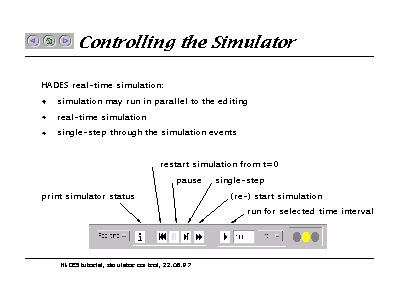 Controlling the Simulator
HADES real-time simulation:
simulation may run in parallel to the editing
real-time simulation
single-step through the simulation events
restart simulation from t=0
pause
single-step
print simulator status
(re-) start simulation
run for selected time interval
i
HADES tutorial, simulator control, 22.08.97